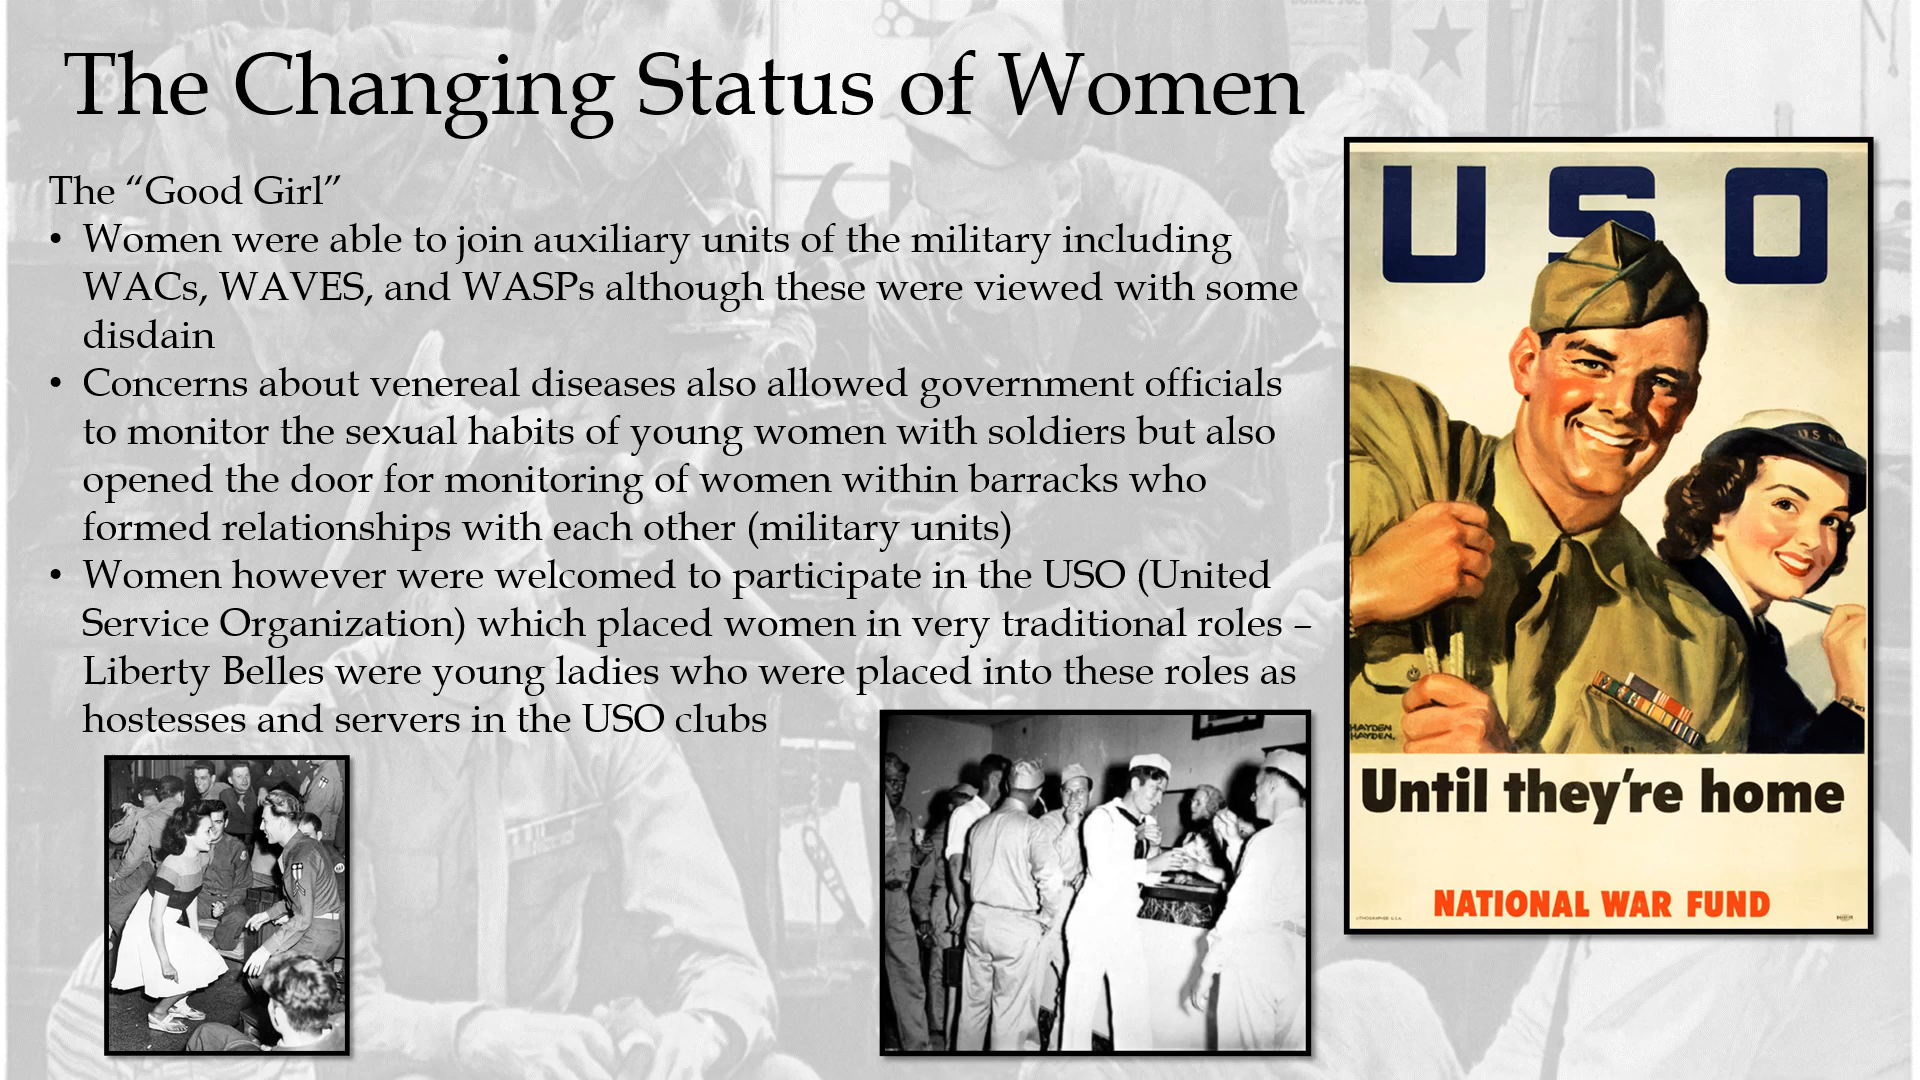 The Changing Status of Women
The “Good Girl”
• Women were able to join auxiliary units of the military including
WACs, WAVES, and WASPs although these were viewed with some
disdain
• Concerns about venereal diseases also allowed government officials
to monitor the sexual habits of young women with soldiers but also
opened the door for monitoring of women within barracks who
formed relationships with each other (military units)
• Women however were welcomed to participate in the USO (United
Service Organization) which placed women in very traditional roles –
Liberty Belles were young ladies who were placed into these roles as
hostesses and servers in the USO clubs
USO
U S N
HAYDEN
HAYDEN.
Until they’re home
NATIONAL WAR FUND
LITHOGRAPHED U.S.A.